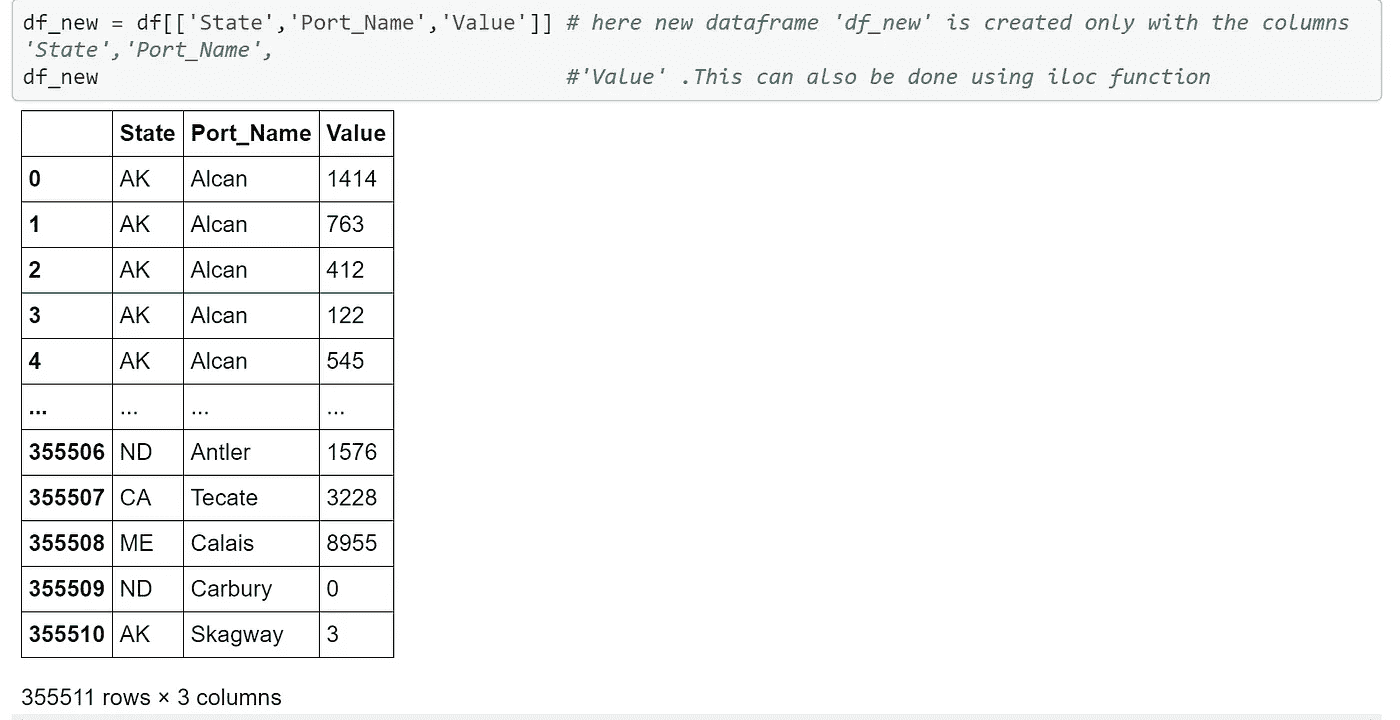 df_new = df[['State','Port_Name','Value']] # here new dataframe 'df_new' is created only with the columns
'State','Port_Name',
df_new #'Value' .This can also be done using iloc function
State Port_Name Value
0 AK Alcan 1414
1 AK Alcan 763
2 AK Alcan 412
3 AK Alcan 122
4 AK Alcan 545
... ... ... ...
355506 ND Antler 1576
355507 CA Tecate 3228
355508 ME Calais 8955
355509 ND Carbury 0
355510 AK Skagway 3
355511 rows × 3 columns